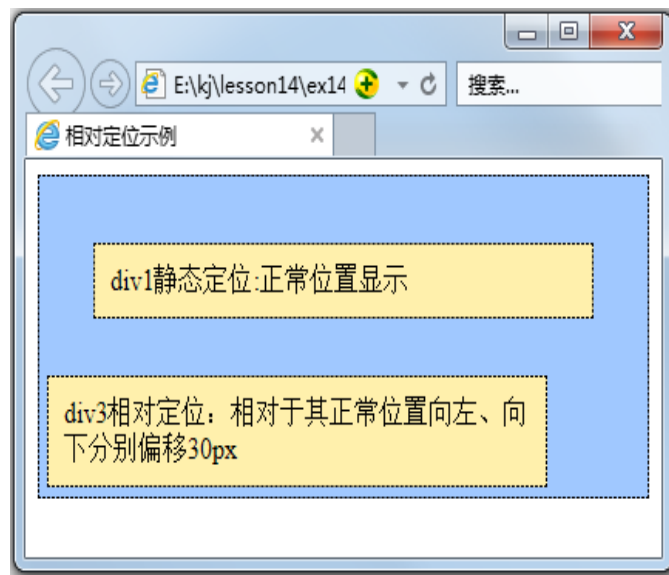 E:\kj\lesson14\ex14
搜索...
相对定位示例
div1静态定位:正常位置显示
div3相对定位：相对于其正常位置向左、向
下分别偏移30px